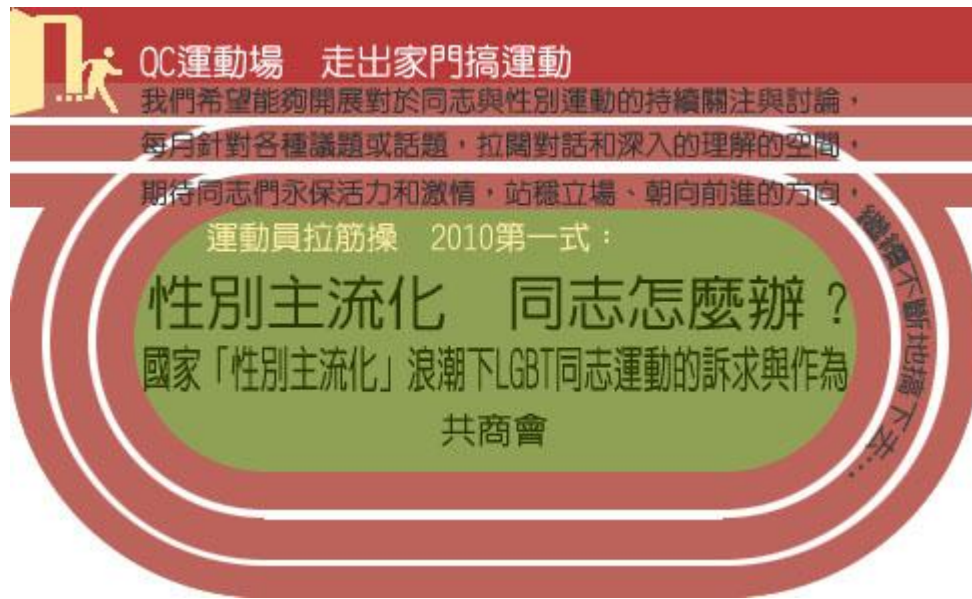 QC運動場　走出家門搞運動
我們希望能夠開展對於同志與性別運動的持續關注與討論，
每月針對各種議題或話題，拉闊對話和深入的理解的空間，
期待同志們永保活力和激情，站穩立場、朝向前進的方向，
繼續不斷地搞下去…
運動員拉筋操　2010第一式：
性別主流化　同志怎麼辦？
國家「性別主流化」浪潮下LGBT同志運動的訴求與作為
共商會